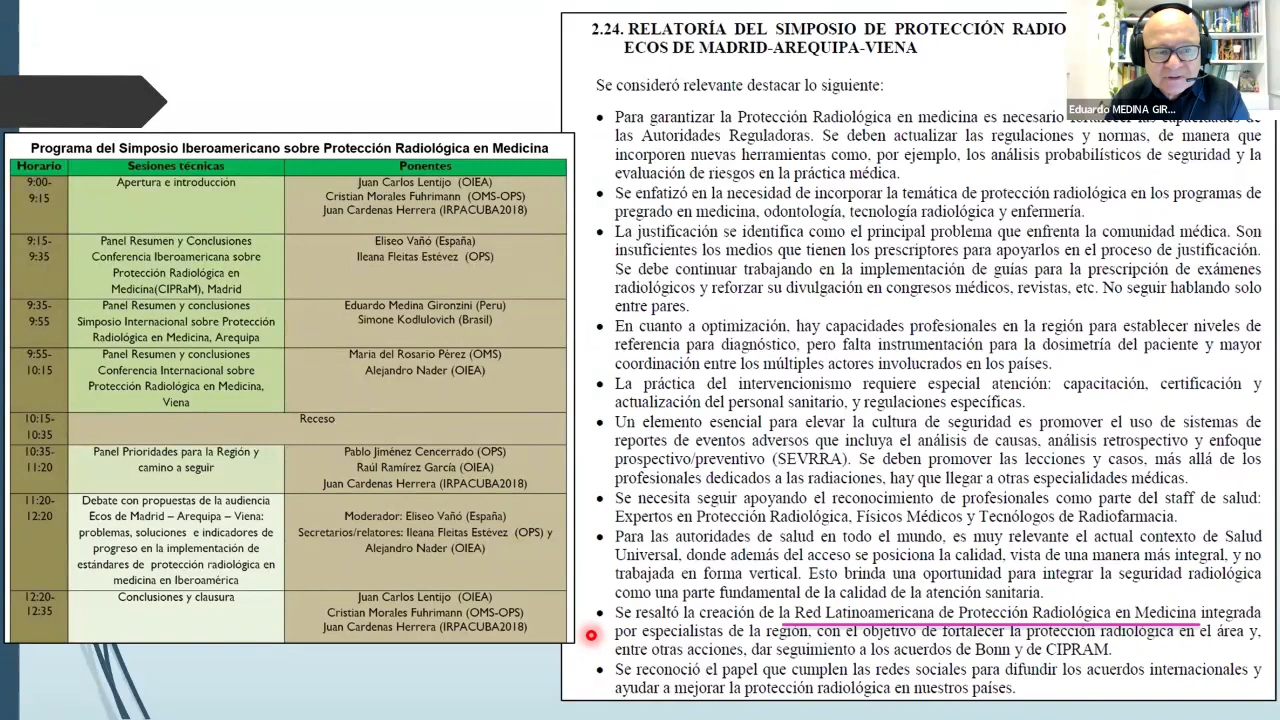 Programa del Simposio Iberoamericano sobre Protección Radiológica en Medicina
Horario Sesiones técnicas Ponentes
9:00-
9:15
Apertura e introducción
Juan Carlos Lentijo (OIEA)
Cristian Morales Fuhrimann (OMS-OPS)
Juan Cardenas Herrera (IRPACUBA2018)
9:15-
9:35
Panel Resumen y Conclusiones
Conferencia Iberoamericana sobre
Protección Radiológica en
Medicina(CIPRaM), Madrid
Eliseo Vañó (España)
Ileana Fleitas Estévez (OPS)
9:35-
9:55
Panel Resumen y conclusiones
Simposio Internacional sobre Protección
Radiológica en Medicina, Arequipa
Eduardo Medina Gironzini (Peru)
Simone Kodlulovich (Brasil)
9:55-
10:15
Panel Resumen y conclusiones
Conferencia Internacional sobre
Protección Radiológica en Medicina,
Viena
Maria del Rosario Pérez (OMS)
Alejandro Nader (OIEA)
10:15-
10:35
Receso
10:35-
11:20
Panel Prioridades para la Región y
camino a seguir
Pablo Jiménez Cencerrado (OPS)
Raúl Ramírez García (OIEA)
Juan Cardenas Herrera (IRPACUBA2018)
11:20-
12:20
Debate con propuestas de la audiencia
Ecos de Madrid – Arequipa – Viena:
problemas, soluciones e indicadores de
progreso en la implementación de
estándares de protección radiológica en
medicina en Iberoamérica
Moderador: Eliseo Vañó (España)
Secretarios/relatores: Ileana Fleitas Estévez (OPS) y
Alejandro Nader (OIEA)
12:20-
12:35
Conclusiones y clausura
Juan Carlos Lentijo (OIEA)
Cristian Morales Fuhrimann (OMS-OPS)
Juan Cardenas Herrera (IRPACUBA2018)
2.24. RELATORÍA DEL SIMPOSIO DE PROTECCIÓN RADIO
ECOS DE MADRID-AREQUIPA-VIENA
Eduardo MEDINA GIR...
Se consideró relevante destacar lo siguiente:
• Para garantizar la Protección Radiológica en medicina es necesario
las Autoridades Reguladoras. Se deben actualizar las regulaciones y normas, de manera que
incorporen nuevas herramientas como, por ejemplo, los análisis probabilísticos de seguridad y la
evaluación de riesgos en la práctica médica.
• Se enfatizó en la necesidad de incorporar la temática de protección radiológica en los programas de
pregrado en medicina, odontología, tecnología radiológica y enfermería.
• La justificación se identifica como el principal problema que enfrenta la comunidad médica. Son
insuficientes los medios que tienen los prescriptores para apoyarlos en el proceso de justificación.
Se debe continuar trabajando en la implementación de guías para la prescripción de exámenes
radiológicos y reforzar su divulgación en congresos médicos, revistas, etc. No seguir hablando solo
entre pares.
• En cuanto a optimización, hay capacidades profesionales en la región para establecer niveles de
referencia para diagnóstico, pero falta instrumentación para la dosimetría del paciente y mayor
coordinación entre los múltiples actores involucrados en los países.
• La práctica del intervencionismo requiere especial atención: capacitación, certificación y
actualización del personal sanitario, y regulaciones específicas.
• Un elemento esencial para elevar la cultura de seguridad es promover el uso de sistemas de
reportes de eventos adversos que incluya el análisis de causas, análisis retrospectivo y enfoque
prospectivo/preventivo (SEVRRA). Se deben promover las lecciones y casos, más allá de los
profesionales dedicados a las radiaciones, hay que llegar a otras especialidades médicas.
• Se necesita seguir apoyando el reconocimiento de profesionales como parte del staff de salud:
Expertos en Protección Radiológica, Físicos Médicos y Tecnólogos de Radiofarmacia.
• Para las autoridades de salud en todo el mundo, es muy relevante el actual contexto de Salud
Universal, donde además del acceso se posiciona la calidad, vista de una manera más integral, y no
trabajada en forma vertical. Esto brinda una oportunidad para integrar la seguridad radiológica
como una parte fundamental de la calidad de la atención sanitaria.
• Se resaltó la creación de la Red Latinoamericana de Protección Radiológica en Medicina integrada
por especialistas de la región, con el objetivo de fortalecer la protección radiológica en el área y,
entre otras acciones, dar seguimiento a los acuerdos de Bonn y de CIPRAM.
• Se reconoció el papel que cumplen las redes sociales para difundir los acuerdos internacionales y
ayudar a mejorar la protección radiológica en nuestros países.